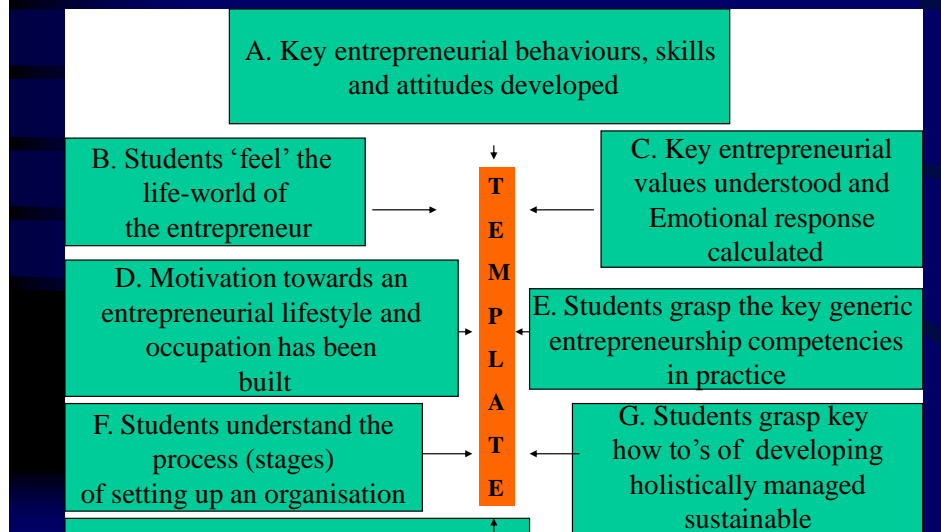 A. Key entrepreneurial behaviours, skills
and attitudes developed
B. Students ‘feel’ the
life-world of
the entrepreneur
C. Key entrepreneurial
values understood and
Emotional response
calculated
T
E
M
P
L
A
T
E
D. Motivation towards an
entrepreneurial lifestyle and
occupation has been
built
E. Students grasp the key generic
entrepreneurship competencies
in practice
F. Students understand the
process (stages)
of setting up an organisation
G. Students grasp key
how to’s of developing
holistically managed
sustainable